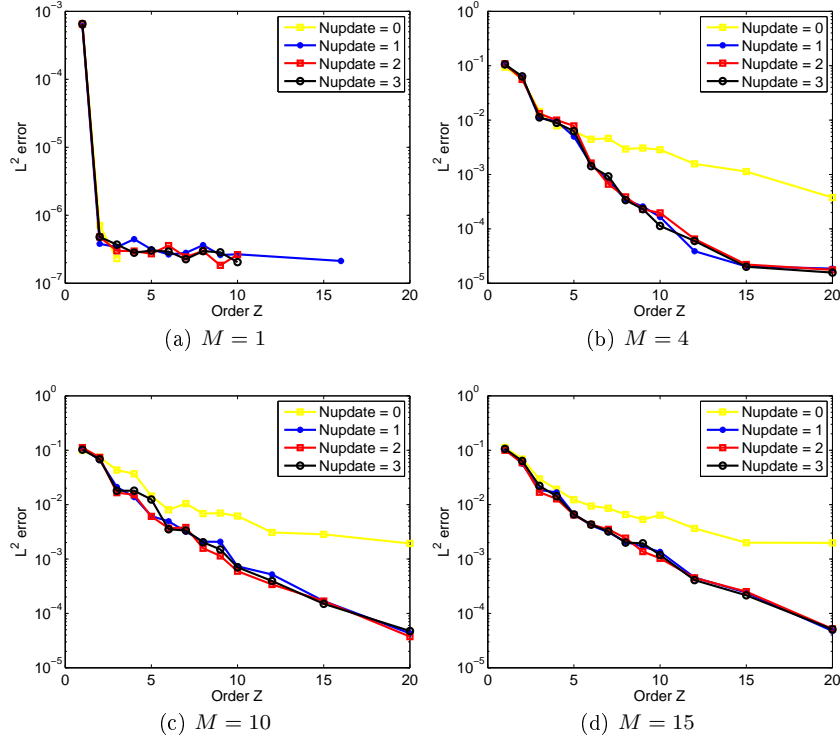 10^-3
10^-4
10^-5
10^-6
10^-7
L^2 error
0 5 10 15 20
Order Z
Nupdate = 0
Nupdate = 1
Nupdate = 2
Nupdate = 3
(a) M = 1
10^0
10^-1
10^-2
10^-3
10^-4
10^-5
L^2 error
0 5 10 15 20
Order Z
Nupdate = 0
Nupdate = 1
Nupdate = 2
Nupdate = 3
(b) M = 4
10^0
10^-1
10^-2
10^-3
10^-4
10^-5
L^2 error
0 5 10 15 20
Order Z
Nupdate = 0
Nupdate = 1
Nupdate = 2
Nupdate = 3
(c) M = 10
10^0
10^-1
10^-2
10^-3
10^-4
10^-5
L^2 error
0 5 10 15 20
Order Z
Nupdate = 0
Nupdate = 1
Nupdate = 2
Nupdate = 3
(d) M = 15